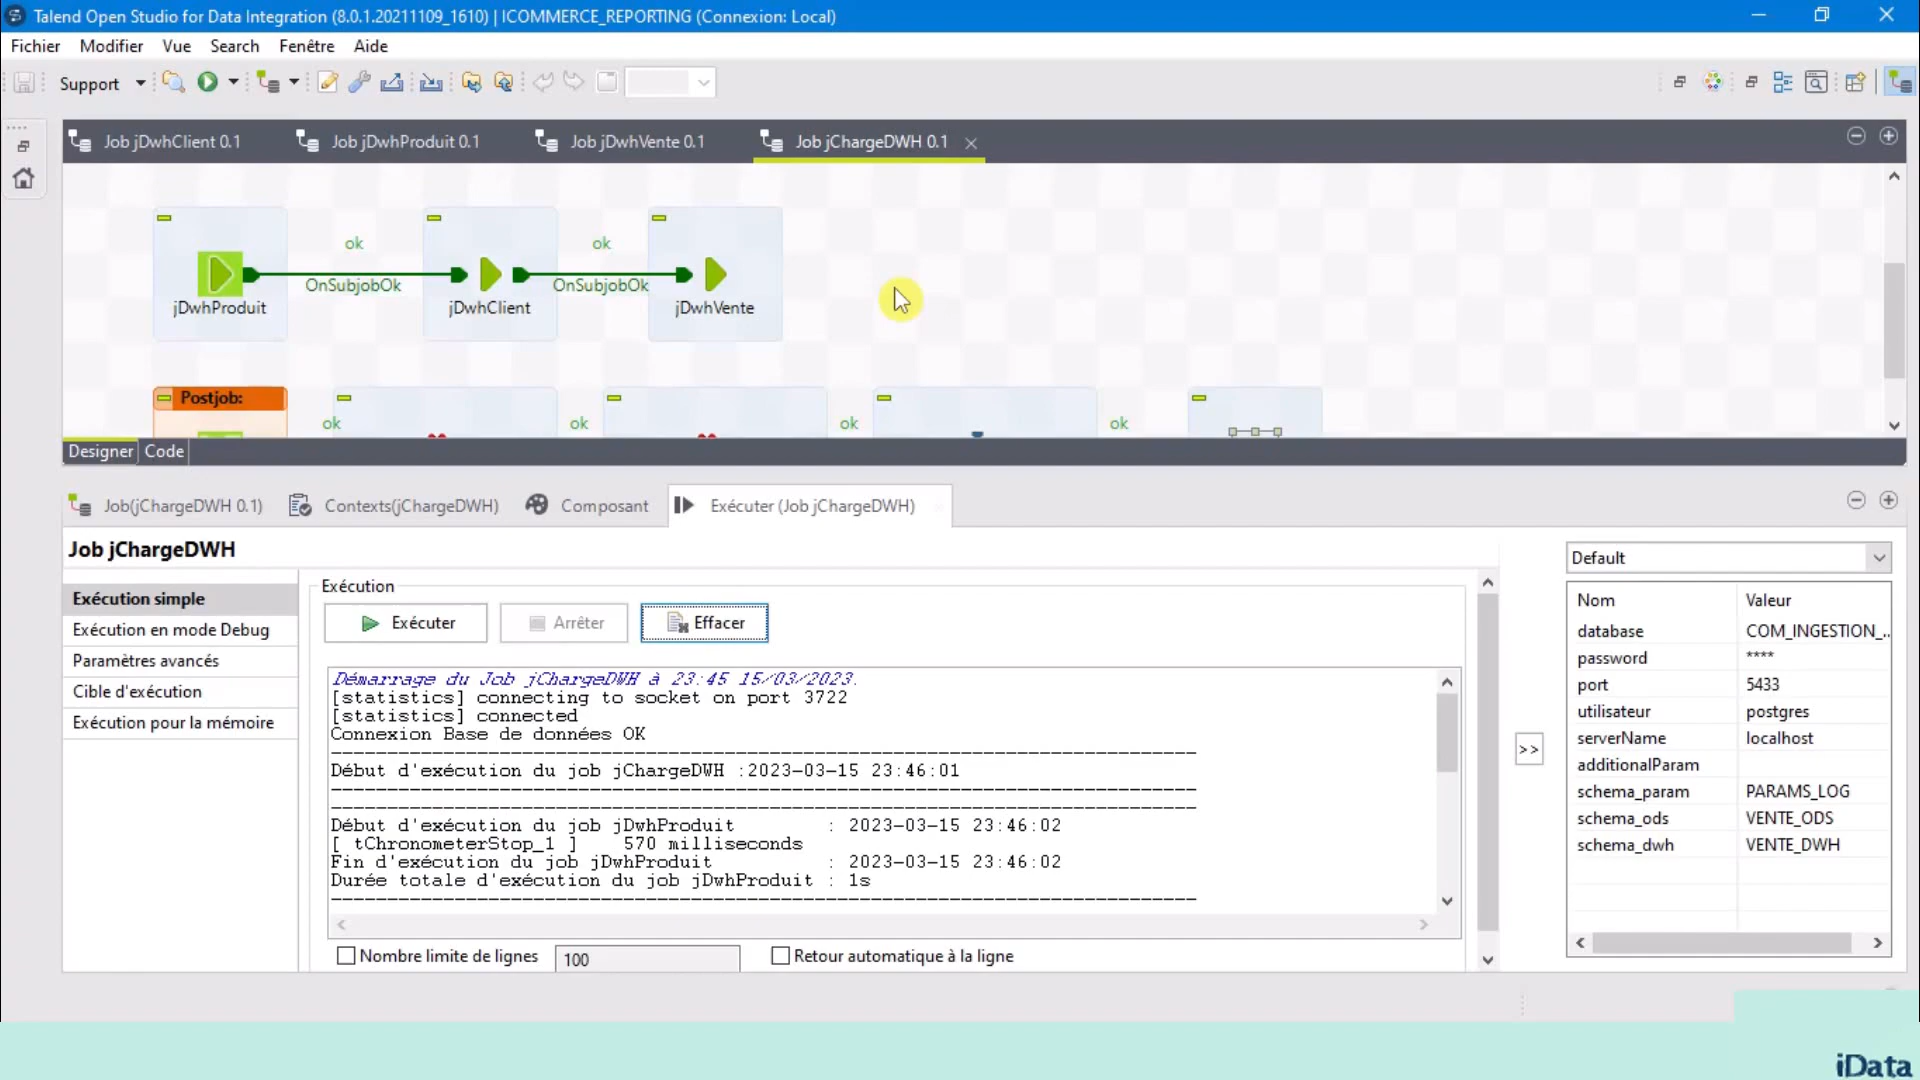 Talend Open Studio for Data Integration (8.0.1.20211109_1610) | ICOMMERCE_REPORTING (Connexion: Local)
Fichier Modifier Vue Search Fenêtre Aide
Support
Job jDwhClient 0.1 Job jDwhProduit 0.1 Job jDwhVente 0.1 Job jChargeDWH 0.1
ok ok
OnSubjobOk OnSubjobOk
jDwhProduit jDwhClient jDwhVente
Postjob:
ok ok ok ok
Designer Code
Job(jChargeDWH 0.1) Contexts(jChargeDWH) Composant Exécuter (Job jChargeDWH)
Job jChargeDWH
Exécution simple
Exécution en mode Debug
Paramètres avancés
Cible d'exécution
Exécution pour la mémoire
Exécution
Exécuter Arrêter Effacer
Démarrage du Job jChargeDWH à 23:45 15/03/2023.
[statistics] connecting to socket on port 3722
[statistics] connected
Connexion Base de données OK
--------------------------------------------------------------------------------
Début d'exécution du job jChargeDWH :2023-03-15 23:46:01
--------------------------------------------------------------------------------
--------------------------------------------------------------------------------
Début d'exécution du job jDwhProduit : 2023-03-15 23:46:02
[ tChronometerStop_1 ] 570 milliseconds
Fin d'exécution du job jDwhProduit : 2023-03-15 23:46:02
Durée totale d'exécution du job jDwhProduit : 1s
--------------------------------------------------------------------------------
Nombre limite de lignes 100 Retour automatique à la ligne
>>
Default
Nom Valeur
database COM_INGESTION_...
password ****
port 5433
utilisateur postgres
serverName localhost
additionalParam
schema_param PARAMS_LOG
schema_ods VENTE_ODS
schema_dwh VENTE_DWH
iData